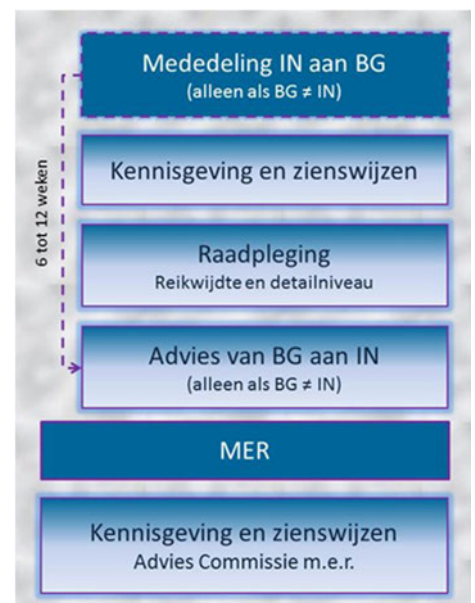 Mededeling IN aan BG
(alleen als BG ≠ IN)
6 tot 12 weken
Kennisgeving en zienswijzen
Raadpleging
Reikwijdte en detailniveau
Advies van BG aan IN
(alleen als BG ≠ IN)
MER
Kennisgeving en zienswijzen
Advies Commissie m.e.r.